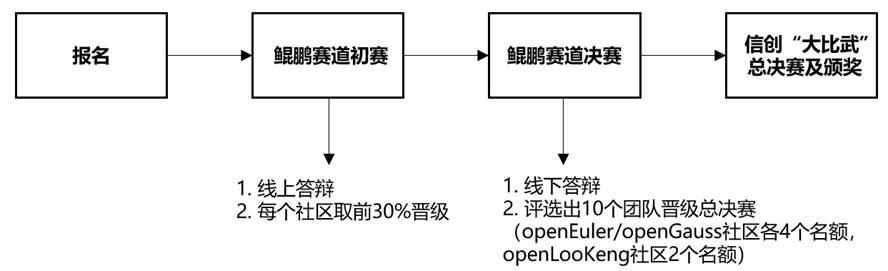 报名
鲲鹏赛道初赛
鲲鹏赛道决赛
信创“大比武”
总决赛及颁奖
1. 线上答辩
2. 每个社区取前30%晋级
1. 线下答辩
2. 评选出10个团队晋级总决赛
（openEuler/openGauss社区各4个名额，
openLooKeng社区2个名额)